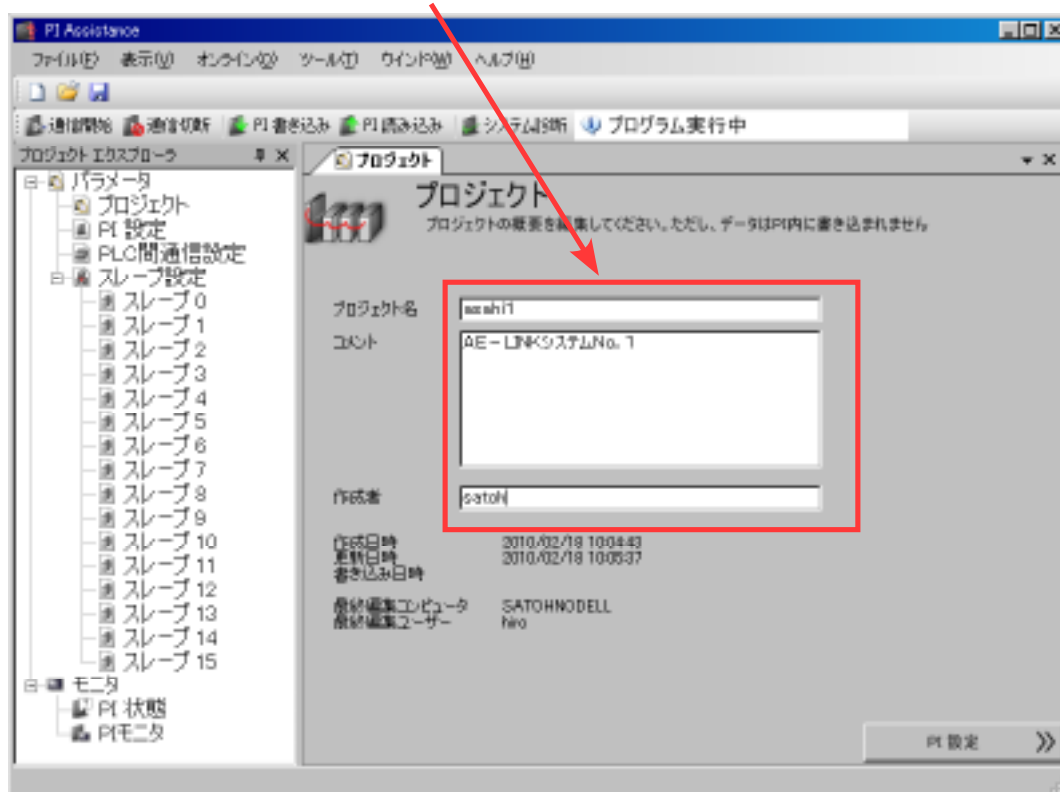 PI Assistance
ファイル(F) 表示(V) オンライン(O) ツール(T) ウインドウ(W) ヘルプ(H)
通信開始 通信切断 PI 書き込み PI 読み込み システム診断 プログラム実行中
プロジェクト エクスプローラ
プロジェクト
パラメータ
プロジェクト
PI 設定
PLC間通信設定
スレーブ設定
スレーブ 0
スレーブ 1
スレーブ 2
スレーブ 3
スレーブ 4
スレーブ 5
スレーブ 6
スレーブ 7
スレーブ 8
スレーブ 9
スレーブ 10
スレーブ 11
スレーブ 12
スレーブ 13
スレーブ 14
スレーブ 15
モニタ
PI 状態
PIモニタ
プロジェクト
プロジェクトの概要を編集してください。ただし、データはPI内に書き込まれません
プロジェクト名 asahi1
コメント AE-LINKシステムNo.1
作成者 satoh
作成日時 2010/02/18 10:04:43
更新日時 2010/02/18 10:05:37
書き込み日時
最終編集コンピュータ SATOHNODELL
最終編集ユーザー hiro
PI 設定